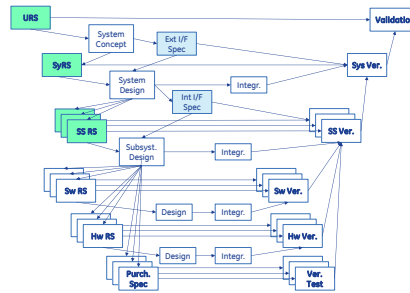 URS
Validatio
System
Concept
Ext I/F
Spec
SyRS
Sys Ver.
System
Design
Integr.
Int I/F
Spec
SS RS
SS Ver.
Subsyst.
Design
Integr.
Sw RS
Sw Ver.
Design
Integr.
Hw RS
Hw Ver.
Design
Integr.
Purch.
Spec
Ver.
Test